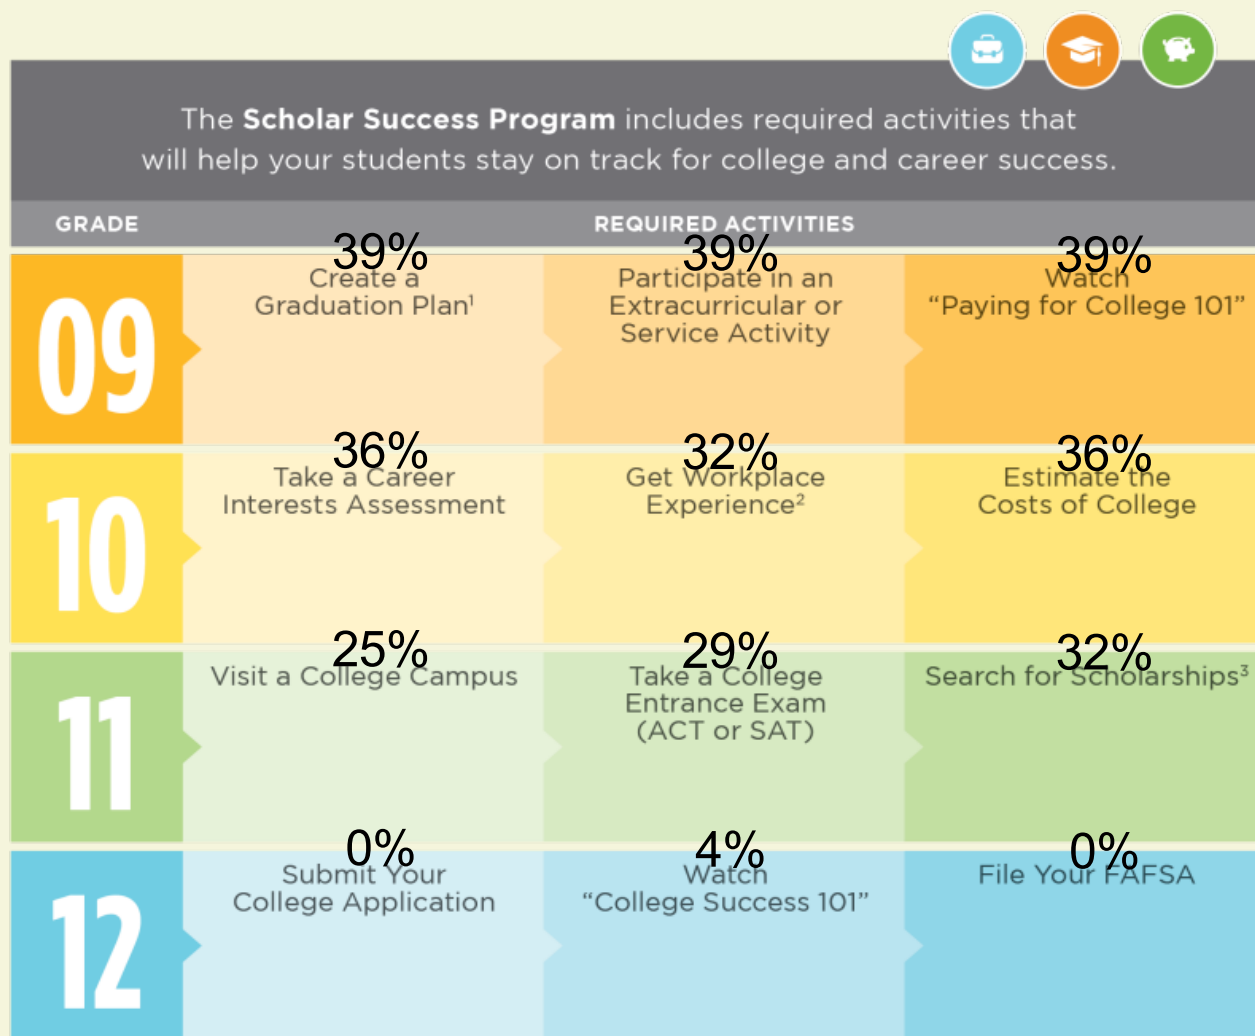 The Scholar Success Program includes required activities that
will help your students stay on track for college and career success.
GRADE
REQUIRED ACTIVITIES
09
39%
Create a
Graduation Plan¹
39%
Participate in an
Extracurricular or
Service Activity
39%
Watch
“Paying for College 101”
10
36%
Take a Career
Interests Assessment
32%
Get Workplace
Experience²
36%
Estimate the
Costs of College
11
25%
Visit a College Campus
29%
Take a College
Entrance Exam
(ACT or SAT)
32%
Search for Scholarships³
12
0%
Submit Your
College Application
4%
Watch
“College Success 101”
0%
File Your FAFSA